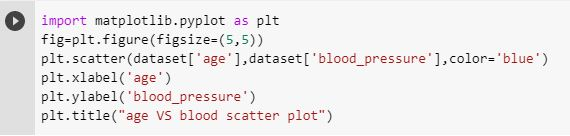 import matplotlib.pyplot as plt
fig=plt.figure(figsize=(5,5))
plt.scatter(dataset['age'],dataset['blood_pressure'],color='blue')
plt.xlabel('age')
plt.ylabel('blood_pressure')
plt.title("age VS blood scatter plot")